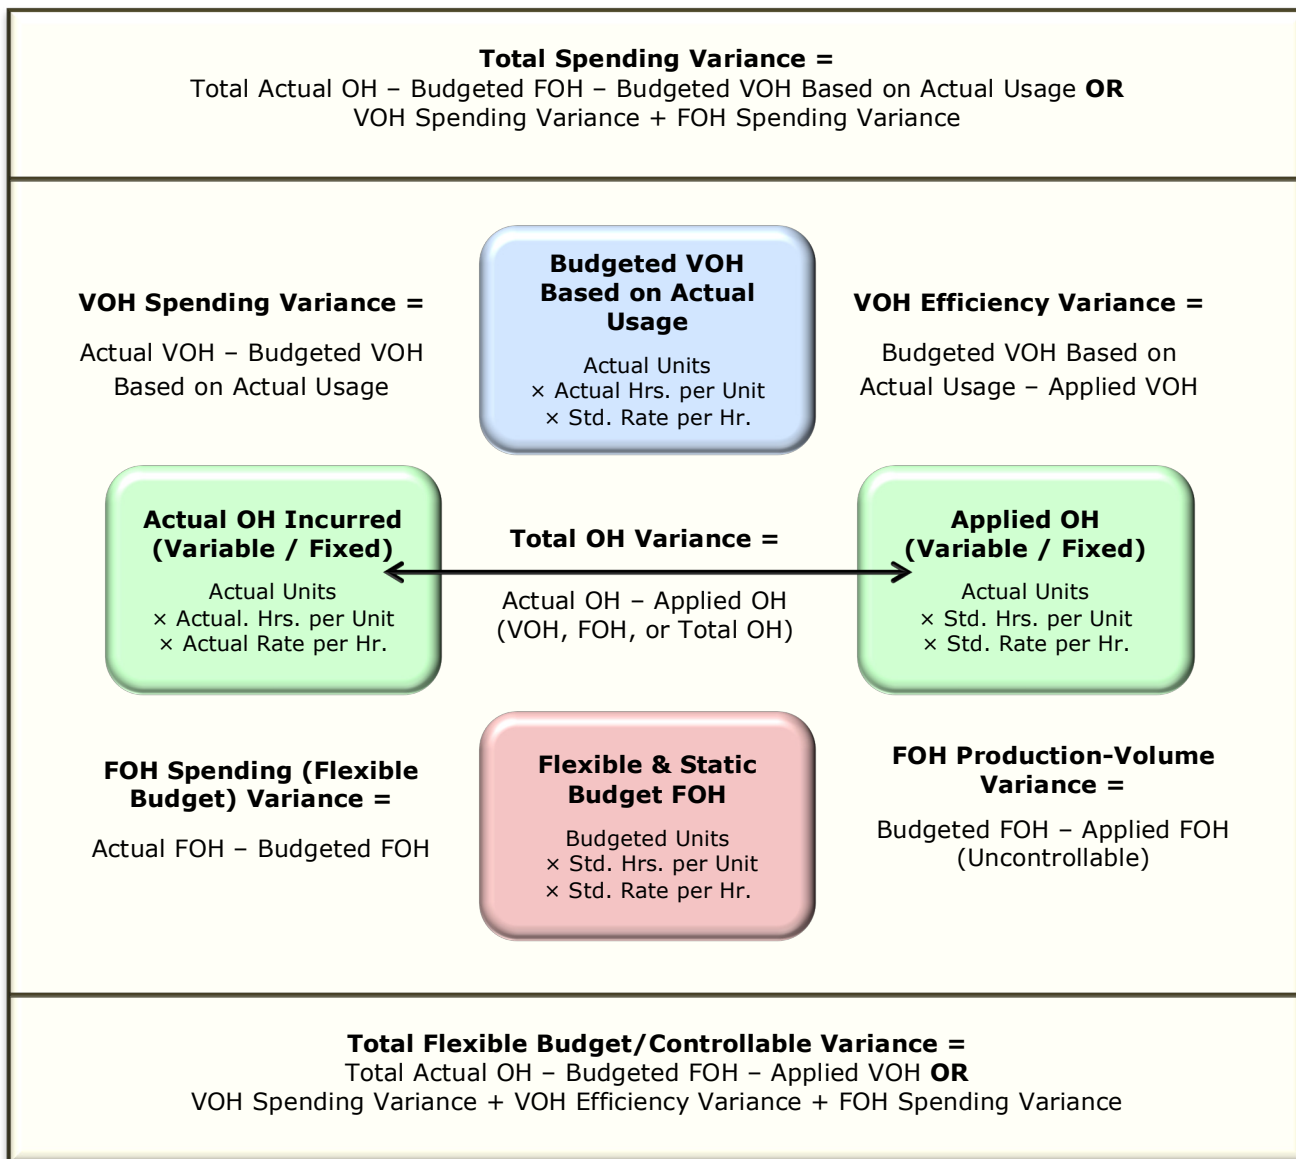 Total Spending Variance =
Total Actual OH – Budgeted FOH – Budgeted VOH Based on Actual Usage OR
VOH Spending Variance + FOH Spending Variance
VOH Spending Variance =
Actual VOH – Budgeted VOH
Based on Actual Usage
Budgeted VOH
Based on Actual
Usage
Actual Units
× Actual Hrs. per Unit
× Std. Rate per Hr.
VOH Efficiency Variance =
Budgeted VOH Based on
Actual Usage – Applied VOH
Actual OH Incurred
(Variable / Fixed)
Actual Units
× Actual. Hrs. per Unit
× Actual Rate per Hr.
Total OH Variance =
Actual OH – Applied OH
(VOH, FOH, or Total OH)
Applied OH
(Variable / Fixed)
Actual Units
× Std. Hrs. per Unit
× Std. Rate per Hr.
FOH Spending (Flexible
Budget) Variance =
Actual FOH – Budgeted FOH
Flexible & Static
Budget FOH
Budgeted Units
× Std. Hrs. per Unit
× Std. Rate per Hr.
FOH Production-Volume
Variance =
Budgeted FOH – Applied FOH
(Uncontrollable)
Total Flexible Budget/Controllable Variance =
Total Actual OH – Budgeted FOH – Applied VOH OR
VOH Spending Variance + VOH Efficiency Variance + FOH Spending Variance